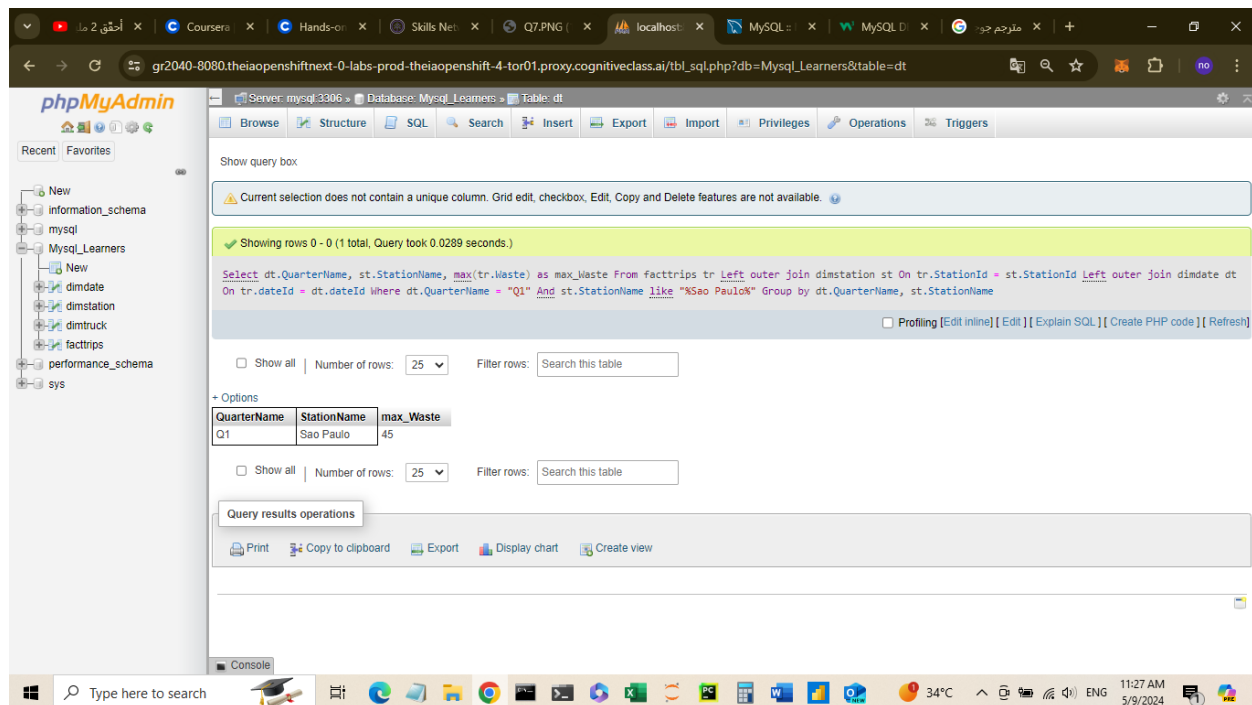 أحقق 2 مل
Coursera
Hands-on
Skills Net
Q7.PNG (
localhost
MySQL ::
MySQL D
مترجم جوج
gr2040-8080.theiaopenshiftnext-0-labs-prod-theiaopenshift-4-tor01.proxy.cognitiveclass.ai/tbl_sql.php?db=Mysql_Learners&table=dt
no
phpMyAdmin
Recent Favorites
New
information_schema
mysql
Mysql_Learners
New
dimdate
dimstation
dimtruck
facttrips
performance_schema
sys
Server: mysql:3306 » Database: Mysql_Learners » Table: dt
Browse Structure SQL Search Insert Export Import Privileges Operations Triggers
Show query box
Current selection does not contain a unique column. Grid edit, checkbox, Edit, Copy and Delete features are not available.
Showing rows 0 - 0 (1 total, Query took 0.0289 seconds.)
Select dt.QuarterName, st.StationName, max(tr.Waste) as max_Waste From facttrips tr Left outer join dimstation st On tr.StationId = st.StationId Left outer join dimdate dt
On tr.dateId = dt.dateId Where dt.QuarterName = "Q1" And st.StationName like "%Sao Paulo%" Group by dt.QuarterName, st.StationName
Profiling [Edit inline] [ Edit ] [ Explain SQL ] [ Create PHP code ] [ Refresh]
Show all | Number of rows: 25 Filter rows: Search this table
+ Options
QuarterName StationName max_Waste
Q1 Sao Paulo 45
Show all | Number of rows: 25 Filter rows: Search this table
Query results operations
Print Copy to clipboard Export Display chart Create view
Console
Type here to search
34°C
ENG
11:27 AM
5/9/2024